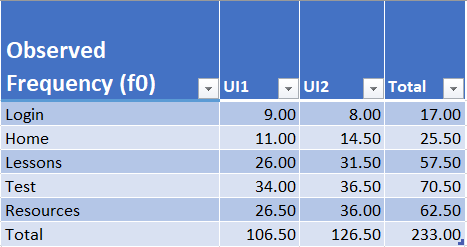 Observed
Frequency (f0) UI1 UI2 Total
Login 9.00 8.00 17.00
Home 11.00 14.50 25.50
Lessons 26.00 31.50 57.50
Test 34.00 36.50 70.50
Resources 26.50 36.00 62.50
Total 106.50 126.50 233.00